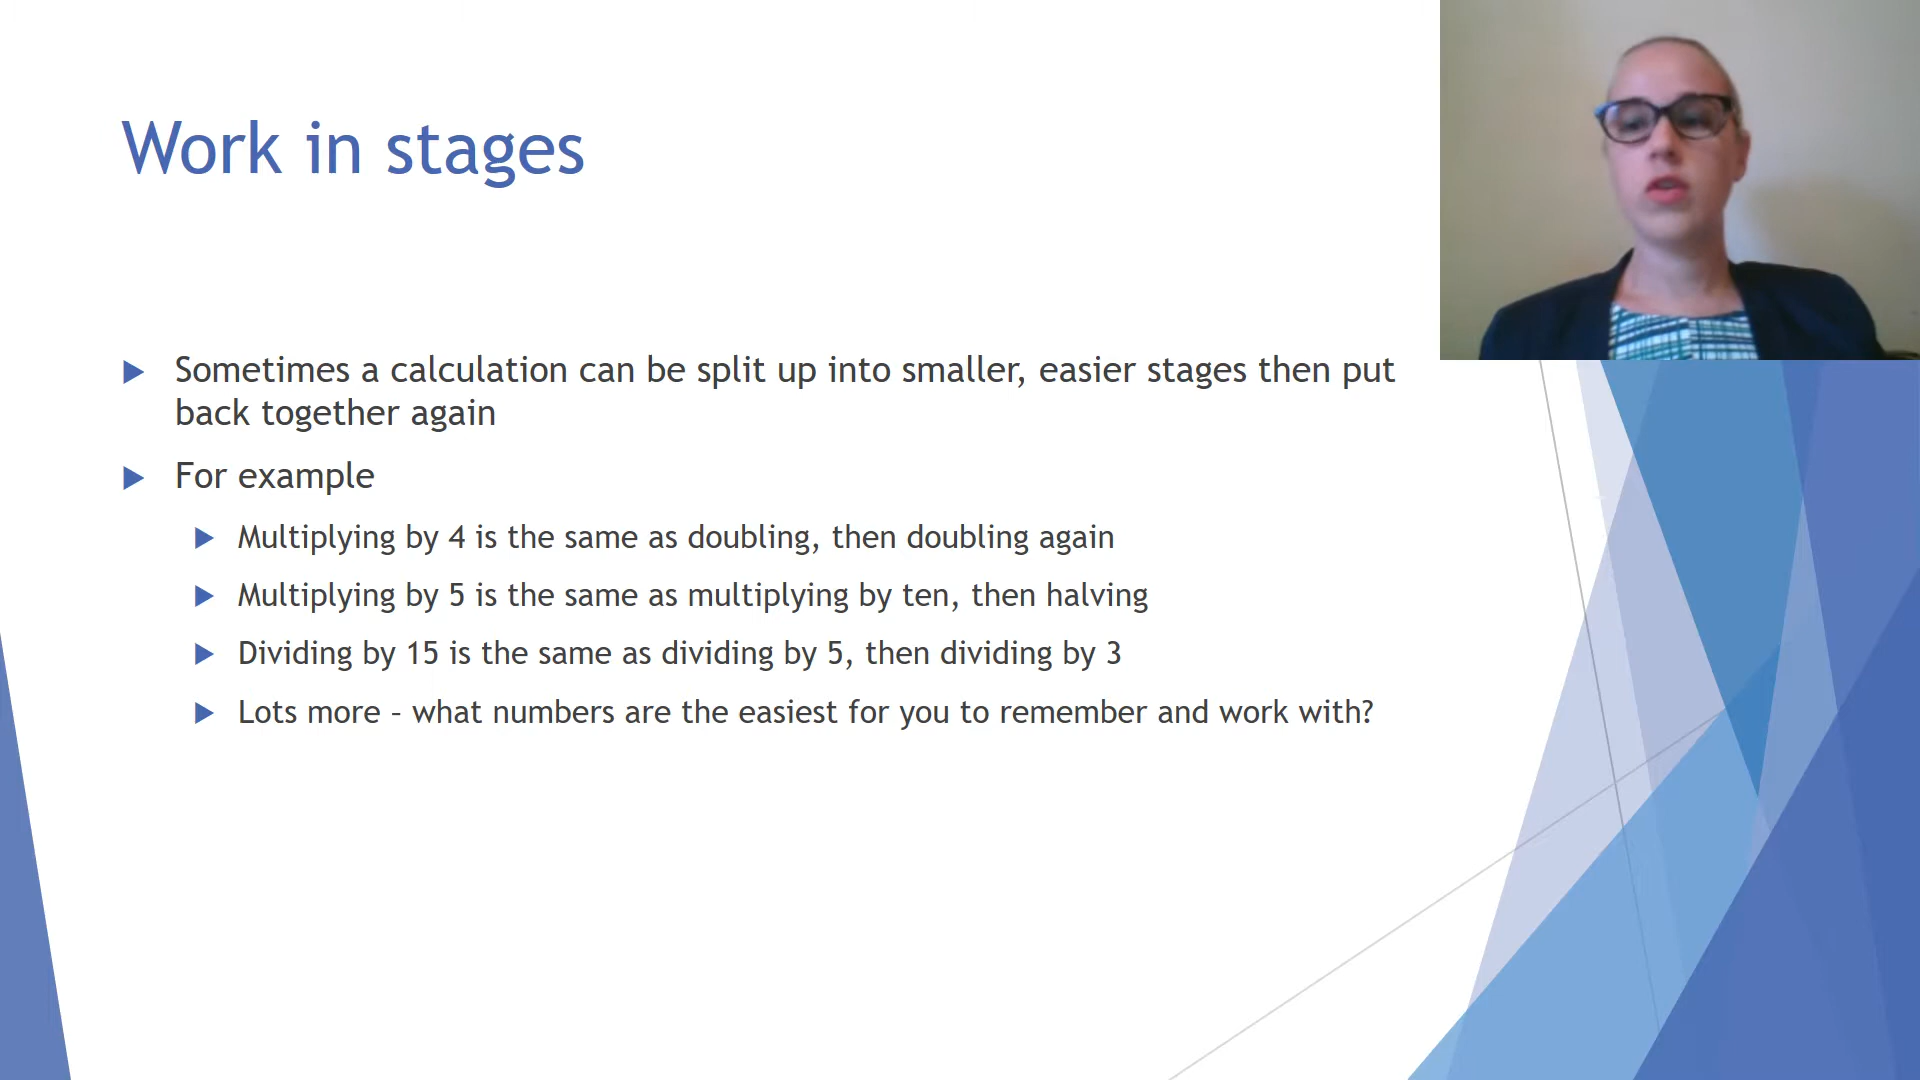 Work in stages
Sometimes a calculation can be split up into smaller, easier stages then put
back together again
For example
Multiplying by 4 is the same as doubling, then doubling again
Multiplying by 5 is the same as multiplying by ten, then halving
Dividing by 15 is the same as dividing by 5, then dividing by 3
Lots more – what numbers are the easiest for you to remember and work with?